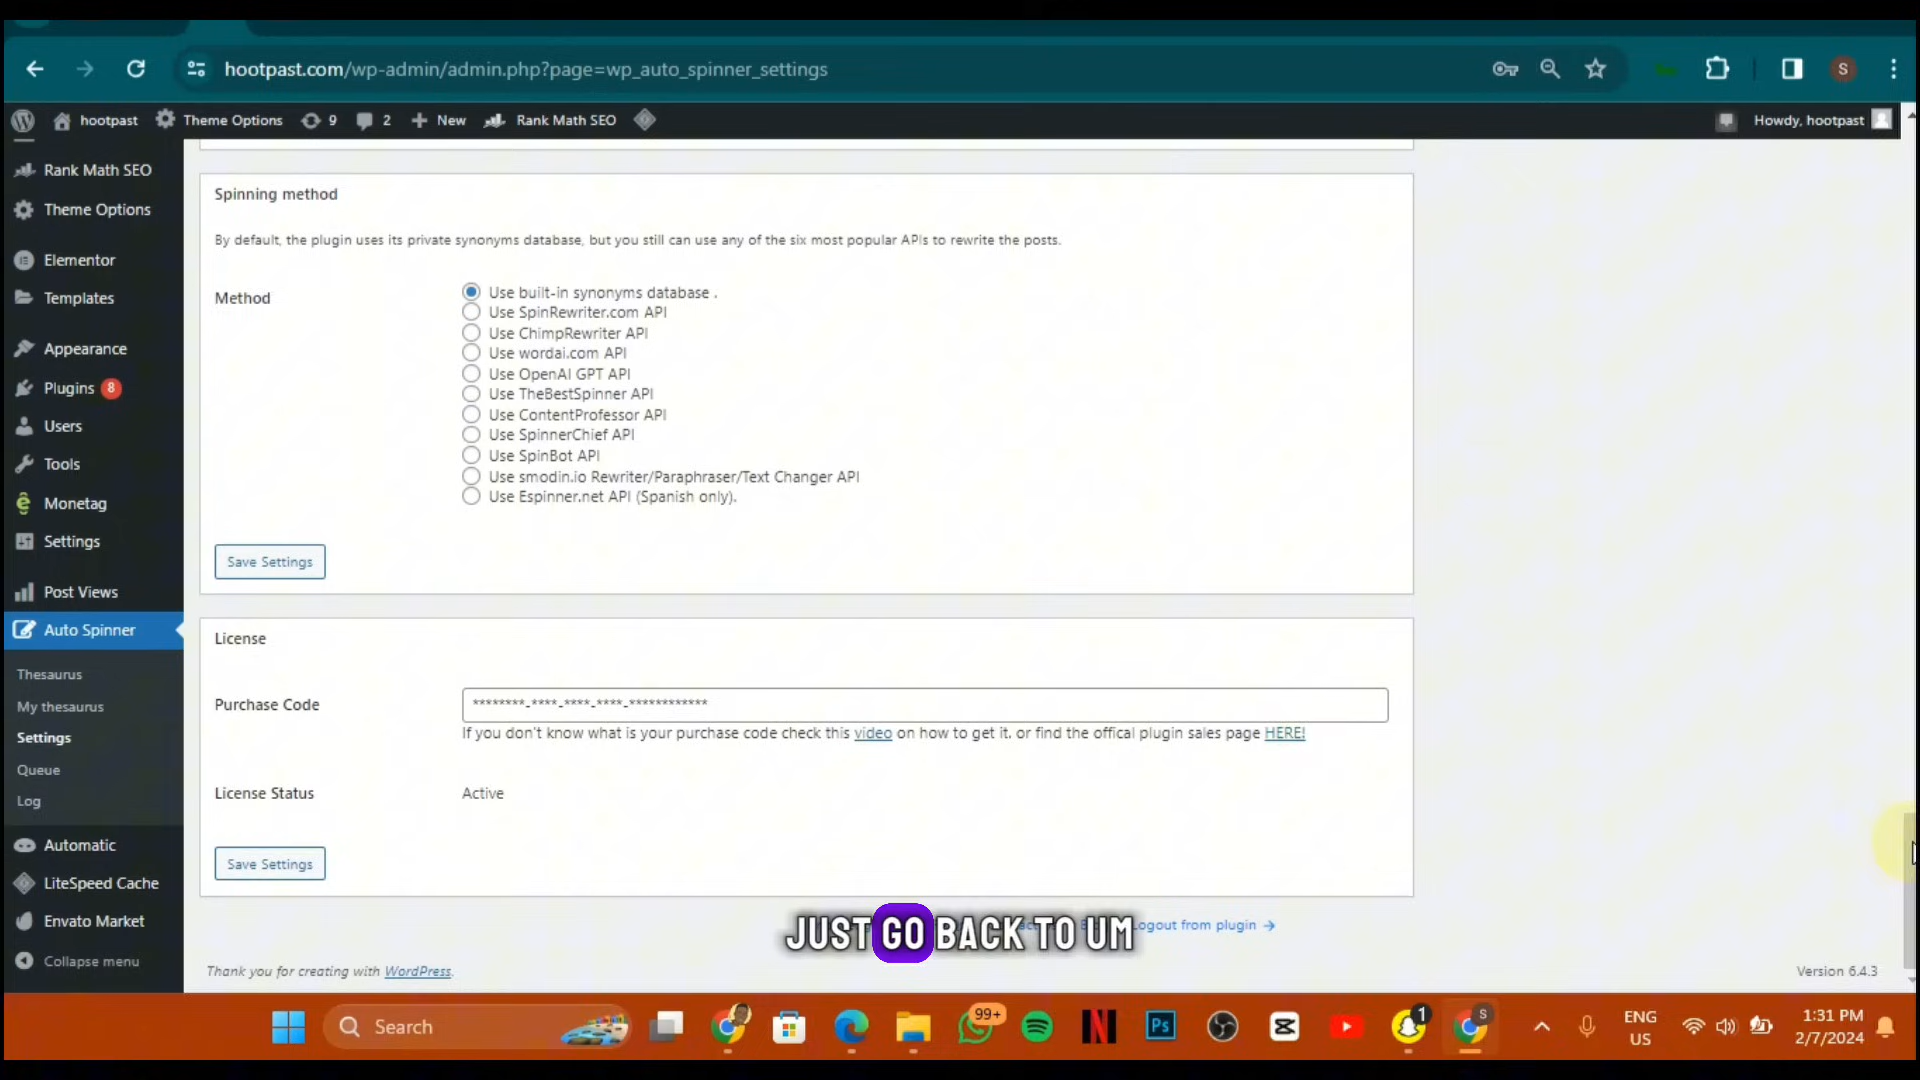 hootpast.com/wp-admin/admin.php?page=wp_auto_spinner_settings
S
hootpast
Theme Options
9
2
New
Rank Math SEO
Howdy, hootpast
Rank Math SEO
Theme Options
Elementor
Templates
Appearance
Plugins 8
Users
Tools
Monetag
Settings
Post Views
Auto Spinner
Thesaurus
My thesaurus
Settings
Queue
Log
Automatic
LiteSpeed Cache
Envato Market
Collapse menu
Spinning method
By default, the plugin uses its private synonyms database, but you still can use any of the six most popular APIs to rewrite the posts.
Method
Use built-in synonyms database .
Use SpinRewriter.com API
Use ChimpRewriter API
Use wordai.com API
Use OpenAI GPT API
Use TheBestSpinner API
Use ContentProfessor API
Use SpinnerChief API
Use SpinBot API
Use smodin.io Rewriter/Paraphraser/Text Changer API
Use Espinner.net API (Spanish only).
Save Settings
License
Purchase Code
********-****-****-****-************
If you don't know what is your purchase code check this video on how to get it. or find the offical plugin sales page HERE!
License Status
Active
Save Settings
Logout from plugin →
JUST GO BACK TO UM
Thank you for creating with WordPress.
Version 6.4.3
Search
99+
Ps
1
S
ENG
US
1:31 PM
2/7/2024